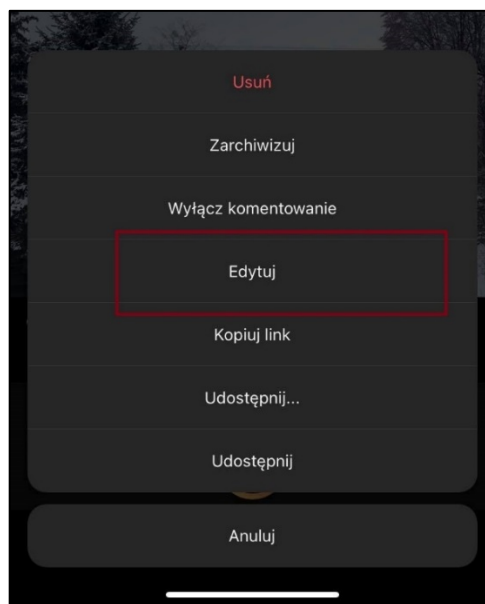 Usuń
Zarchiwizuj
Wyłącz komentowanie
Edytuj
Kopiuj link
Udostępnij...
Udostępnij
Anuluj